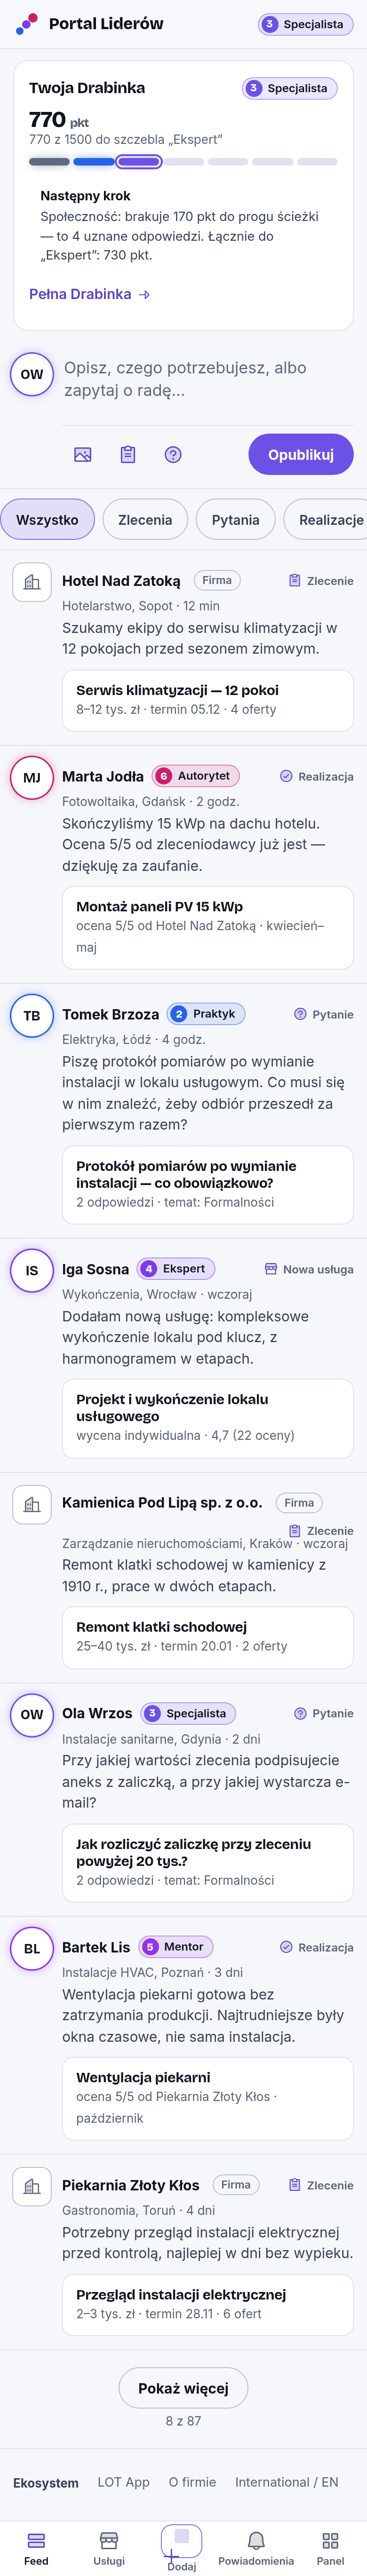 Portal Liderów
3 Specjalista
Twoja Drabinka
3 Specjalista
770 pkt
770 z 1500 do szczebla „Ekspert”
Następny krok
Społeczność: brakuje 170 pkt do progu ścieżki
— to 4 uznane odpowiedzi. Łącznie do
„Ekspert”: 730 pkt.
Pełna Drabinka
OW
Opisz, czego potrzebujesz, albo
zapytaj o radę...
Opublikuj
Wszystko
Zlecenia
Pytania
Realizacje
Hotel Nad Zatoką
Firma
Zlecenie
Hotelarstwo, Sopot · 12 min
Szukamy ekipy do serwisu klimatyzacji w
12 pokojach przed sezonem zimowym.
Serwis klimatyzacji — 12 pokoi
8–12 tys. zł · termin 05.12 · 4 oferty
MJ
Marta Jodła
6 Autorytet
Realizacja
Fotowoltaika, Gdańsk · 2 godz.
Skończyliśmy 15 kWp na dachu hotelu.
Ocena 5/5 od zleceniodawcy już jest —
dziękuję za zaufanie.
Montaż paneli PV 15 kWp
ocena 5/5 od Hotel Nad Zatoką · kwiecień–
maj
TB
Tomek Brzoza
2 Praktyk
Pytanie
Elektryka, Łódź · 4 godz.
Piszę protokół pomiarów po wymianie
instalacji w lokalu usługowym. Co musi się
w nim znaleźć, żeby odbiór przeszedł za
pierwszym razem?
Protokół pomiarów po wymianie
instalacji — co obowiązkowo?
2 odpowiedzi · temat: Formalności
IS
Iga Sosna
4 Ekspert
Nowa usługa
Wykończenia, Wrocław · wczoraj
Dodałam nową usługę: kompleksowe
wykończenie lokalu pod klucz, z
harmonogramem w etapach.
Projekt i wykończenie lokalu
usługowego
wycena indywidualna · 4,7 (22 oceny)
Kamienica Pod Lipą sp. z o.o.
Firma
Zlecenie
Zarządzanie nieruchomościami, Kraków · wczoraj
Remont klatki schodowej w kamienicy z
1910 r., prace w dwóch etapach.
Remont klatki schodowej
25–40 tys. zł · termin 20.01 · 2 oferty
OW
Ola Wrzos
3 Specjalista
Pytanie
Instalacje sanitarne, Gdynia · 2 dni
Przy jakiej wartości zlecenia podpisujecie
aneks z zaliczką, a przy jakiej wystarcza e-
mail?
Jak rozliczyć zaliczkę przy zleceniu
powyżej 20 tys.?
2 odpowiedzi · temat: Formalności
BL
Bartek Lis
5 Mentor
Realizacja
Instalacje HVAC, Poznań · 3 dni
Wentylacja piekarni gotowa bez
zatrzymania produkcji. Najtrudniejsze były
okna czasowe, nie sama instalacja.
Wentylacja piekarni
ocena 5/5 od Piekarnia Złoty Kłos ·
październik
Piekarnia Złoty Kłos
Firma
Zlecenie
Gastronomia, Toruń · 4 dni
Potrzebny przegląd instalacji elektrycznej
przed kontrolą, najlepiej w dni bez wypieku.
Przegląd instalacji elektrycznej
2–3 tys. zł · termin 28.11 · 6 ofert
Pokaż więcej
8 z 87
Ekosystem
LOT App
O firmie
International / EN
Feed
Usługi
Dodaj
Powiadomienia
Panel